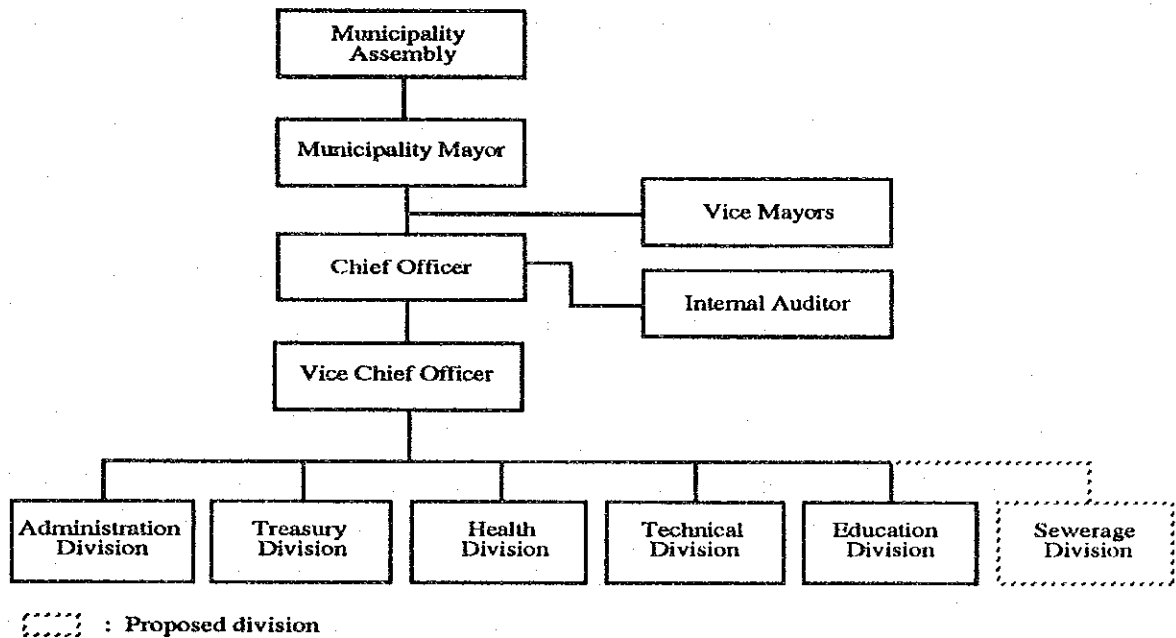 Municipality
Assembly
Municipality Mayor
Vice Mayors
Chief Officer
Internal Auditor
Vice Chief Officer
Administration
Division
Treasury
Division
Health
Division
Technical
Division
Education
Division
Sewerage
Division
: Proposed division